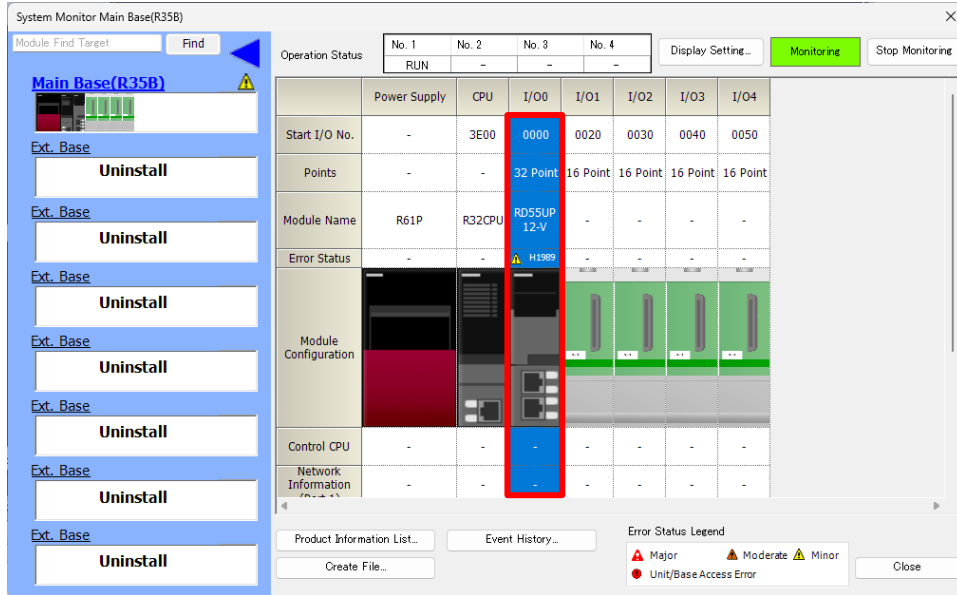 System Monitor Main Base(R35B)
Module Find Target Find
Main Base(R35B)
Ext. Base
Uninstall
Ext. Base
Uninstall
Ext. Base
Uninstall
Ext. Base
Uninstall
Ext. Base
Uninstall
Ext. Base
Uninstall
Ext. Base
Uninstall
Operation Status No. 1 No. 2 No. 3 No. 4 Display Setting... Monitoring Stop Monitoring
RUN - - -
Power Supply CPU I/O0 I/O1 I/O2 I/O3 I/O4
Start I/O No. - 3E00 0000 0020 0030 0040 0050
Points - - 32 Point 16 Point 16 Point 16 Point 16 Point
Module Name R61P R32CPU RD55UP - - - -
12-V
Error Status - - H1989 - - - -
Module
Configuration
Control CPU - - - - - - -
Network
Information - - - - - - -
(Port 1)
Product Information List... Event History... Error Status Legend
Major Moderate Minor
Create File... Unit/Base Access Error Close